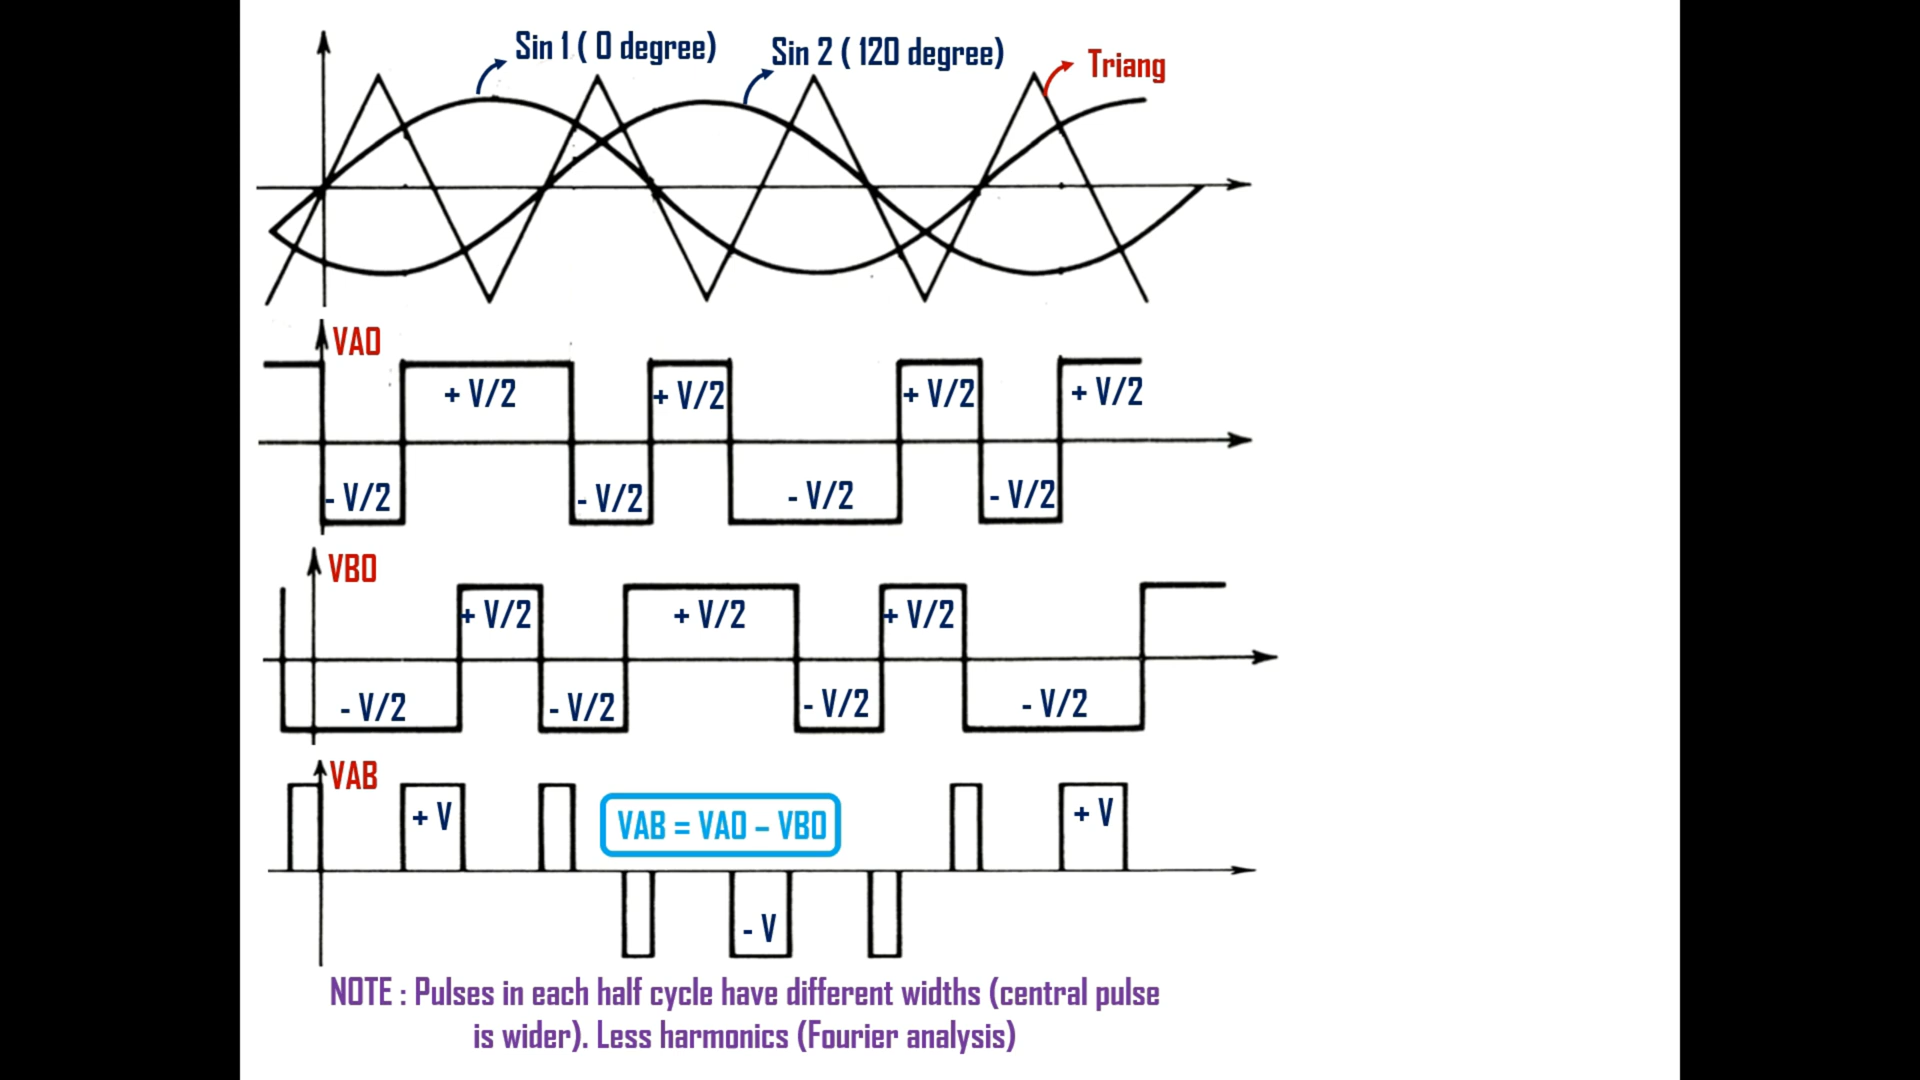 Sin 1 ( 0 degree)
Sin 2 ( 120 degree)
Triang
VAO
+ V/2
+ V/2
+ V/2
+ V/2
- V/2
- V/2
- V/2
- V/2
VBO
+ V/2
+ V/2
+ V/2
- V/2
- V/2
- V/2
- V/2
VAB
+ V
VAB = VAO – VBO
+ V
- V
NOTE : Pulses in each half cycle have different widths (central pulse
is wider). Less harmonics (Fourier analysis)